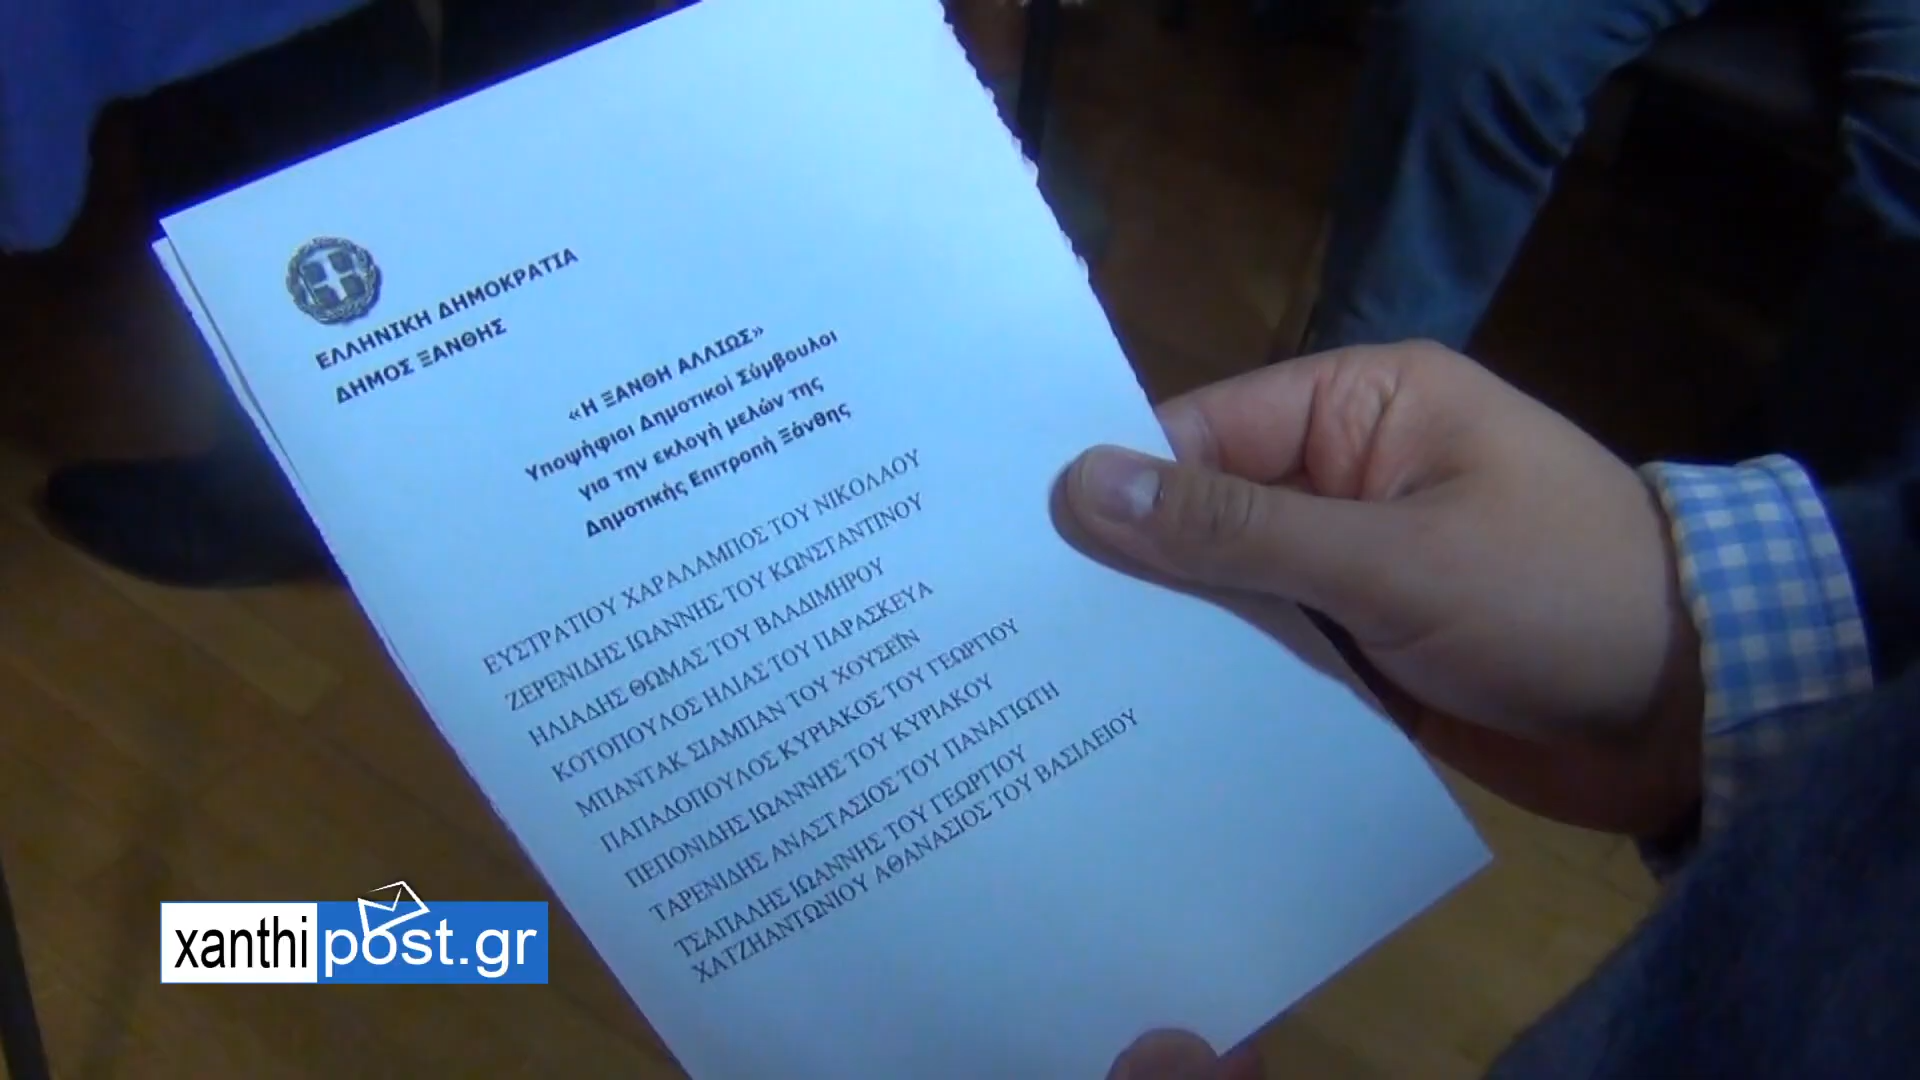 ΕΛΛΗΝΙΚΗ ΔΗΜΟΚΡΑΤΙΑ
ΔΗΜΟΣ ΞΑΝΘΗΣ
«Η ΞΑΝΘΗ ΑΛΛΙΩΣ»
Υποψήφιοι Δημοτικοί Σύμβουλοι
για την εκλογή μελών της
Δημοτικής Επιτροπή Ξάνθης
ΕΥΣΤΡΑΤΙΟΥ ΧΑΡΑΛΑΜΠΟΣ ΤΟΥ ΝΙΚΟΛΑΟΥ
ΖΕΡΕΝΙΔΗΣ ΙΩΑΝΝΗΣ ΤΟΥ ΚΩΝΣΤΑΝΤΙΝΟΥ
ΗΛΙΑΔΗΣ ΘΩΜΑΣ ΤΟΥ ΒΛΑΔΙΜΗΡΟΥ
ΚΟΤΟΠΟΥΛΟΣ ΗΛΙΑΣ ΤΟΥ ΠΑΡΑΣΚΕΥΑ
ΜΠΑΝΤΑΚ ΣΙΑΜΠΑΝ ΤΟΥ ΧΟΥΣΕΪΝ
ΠΑΠΑΔΟΠΟΥΛΟΣ ΚΥΡΙΑΚΟΣ ΤΟΥ ΓΕΩΡΓΙΟΥ
ΠΕΠΟΝΙΔΗΣ ΙΩΑΝΝΗΣ ΤΟΥ ΚΥΡΙΑΚΟΥ
ΤΑΡΕΝΙΔΗΣ ΑΝΑΣΤΑΣΙΟΣ ΤΟΥ ΠΑΝΑΓΙΩΤΗ
ΤΣΑΠΑΛΗΣ ΙΩΑΝΝΗΣ ΤΟΥ ΓΕΩΡΓΙΟΥ
ΧΑΤΖΗΑΝΤΩΝΙΟΥ ΑΘΑΝΑΣΙΟΣ ΤΟΥ ΒΑΣΙΛΕΙΟΥ
xanthipost.gr